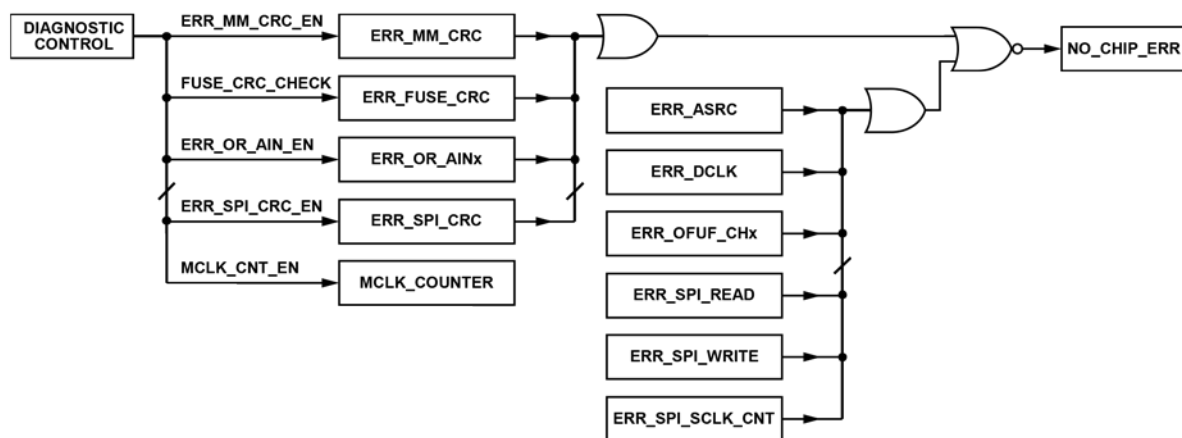 DIAGNOSTIC
CONTROL
ERR_MM_CRC_EN
ERR_MM_CRC
NO_CHIP_ERR
FUSE_CRC_CHECK
ERR_FUSE_CRC
ERR_ASRC
ERR_OR_AIN_EN
ERR_OR_AINx
ERR_DCLK
ERR_SPI_CRC_EN
ERR_SPI_CRC
ERR_OFUF_CHx
MCLK_CNT_EN
MCLK_COUNTER
ERR_SPI_READ
ERR_SPI_WRITE
ERR_SPI_SCLK_CNT